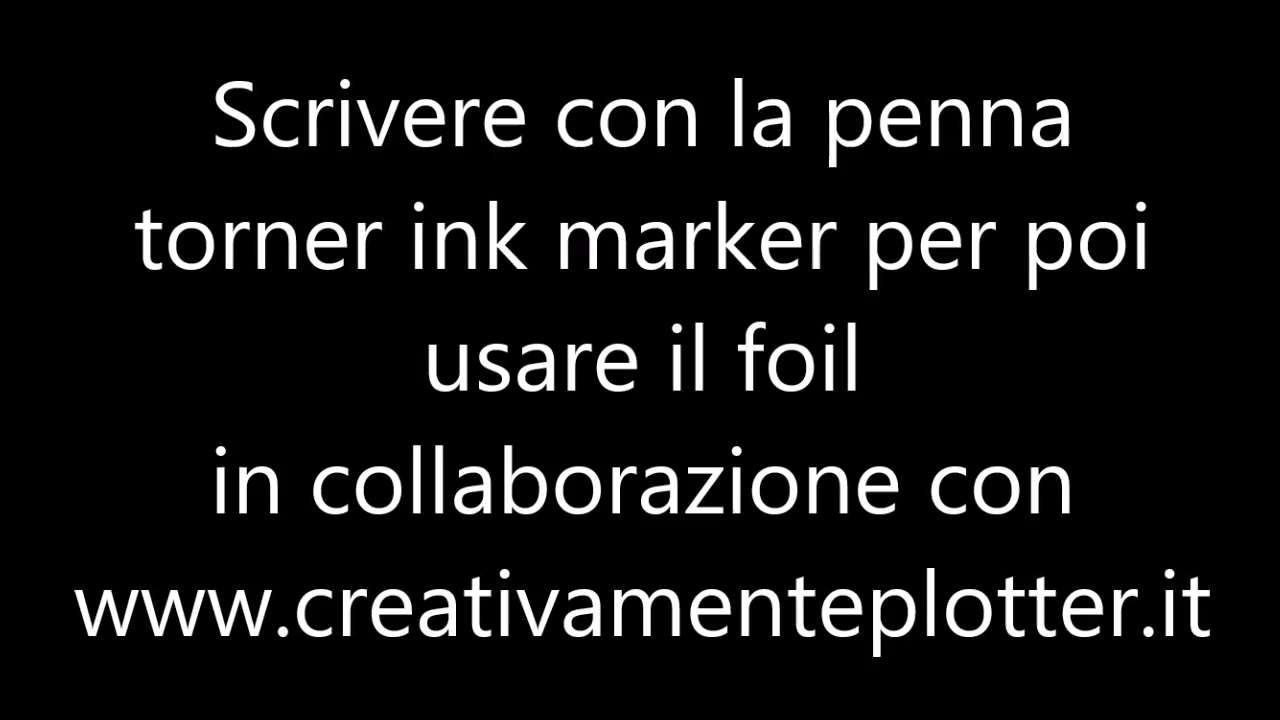 Scrivere con la penna
torner ink marker per poi
usare il foil
in collaborazione con
www.creativamenteplotter.it